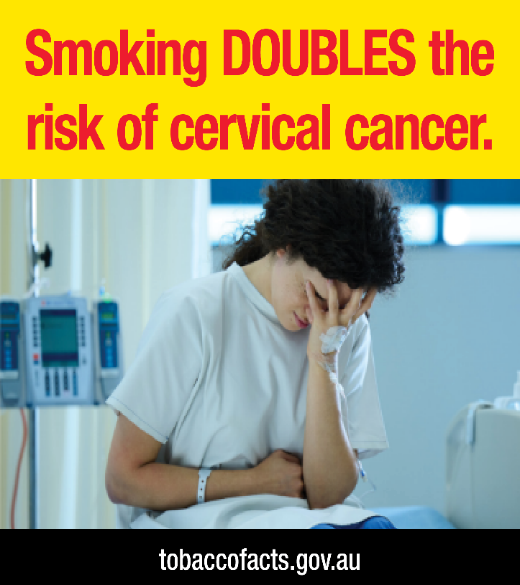 Smoking DOUBLES the
risk of cervical cancer.
tobaccofacts.gov.au